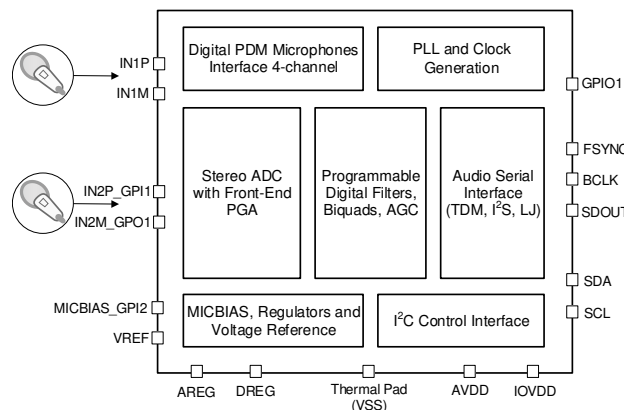 Digital PDM Microphones
Interface 4-channel
PLL and Clock
Generation
IN1P
IN1M
GPIO1
Stereo ADC
with Front-End
PGA
Programmable
Digital Filters,
Biquads, AGC
Audio Serial
Interface
(TDM, I²S, LJ)
FSYNC
BCLK
SDOUT
IN2P_GPI1
IN2M_GPO1
SDA
SCL
MICBIAS_GPI2
VREF
MICBIAS, Regulators and
Voltage Reference
I²C Control Interface
AREG
DREG
Thermal Pad
(VSS)
AVDD
IOVDD